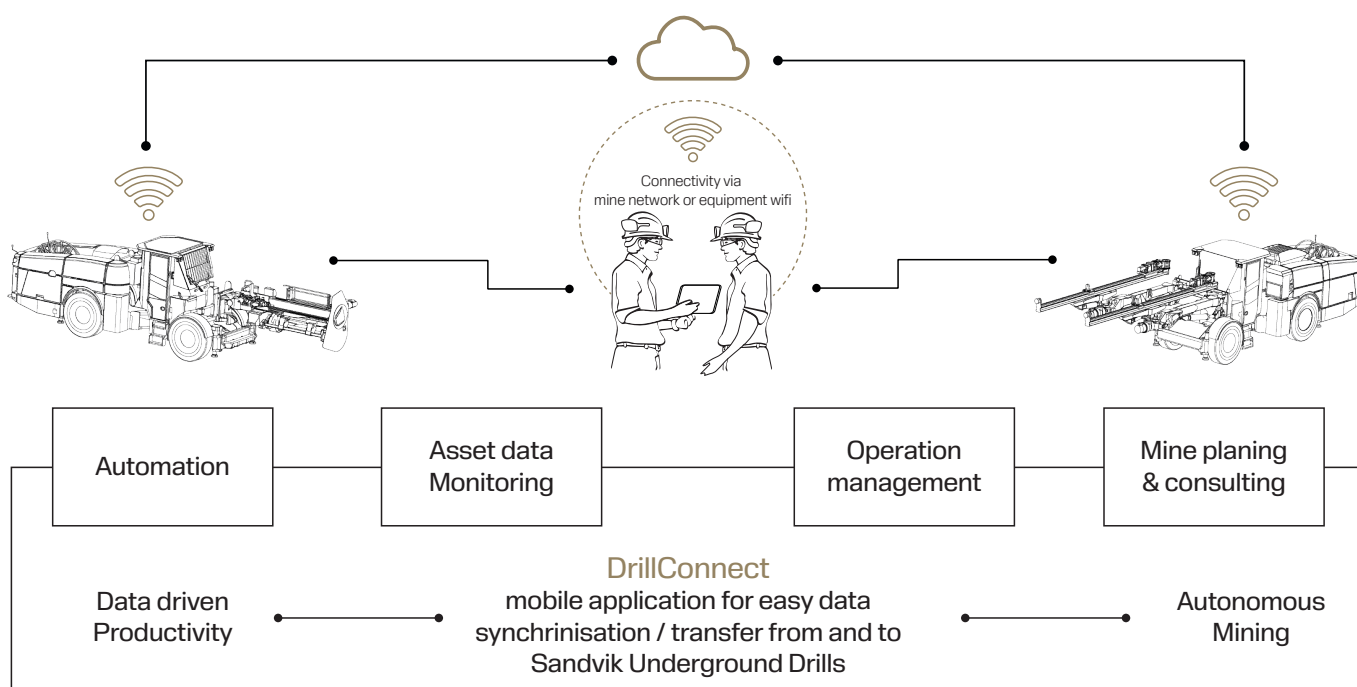 Connectivity via
mine network or equipment wifi
Automation
Asset data
Monitoring
Operation
management
Mine planing
& consulting
Data driven
Productivity
DrillConnect
mobile application for easy data
synchrinisation / transfer from and to
Sandvik Underground Drills
Autonomous
Mining